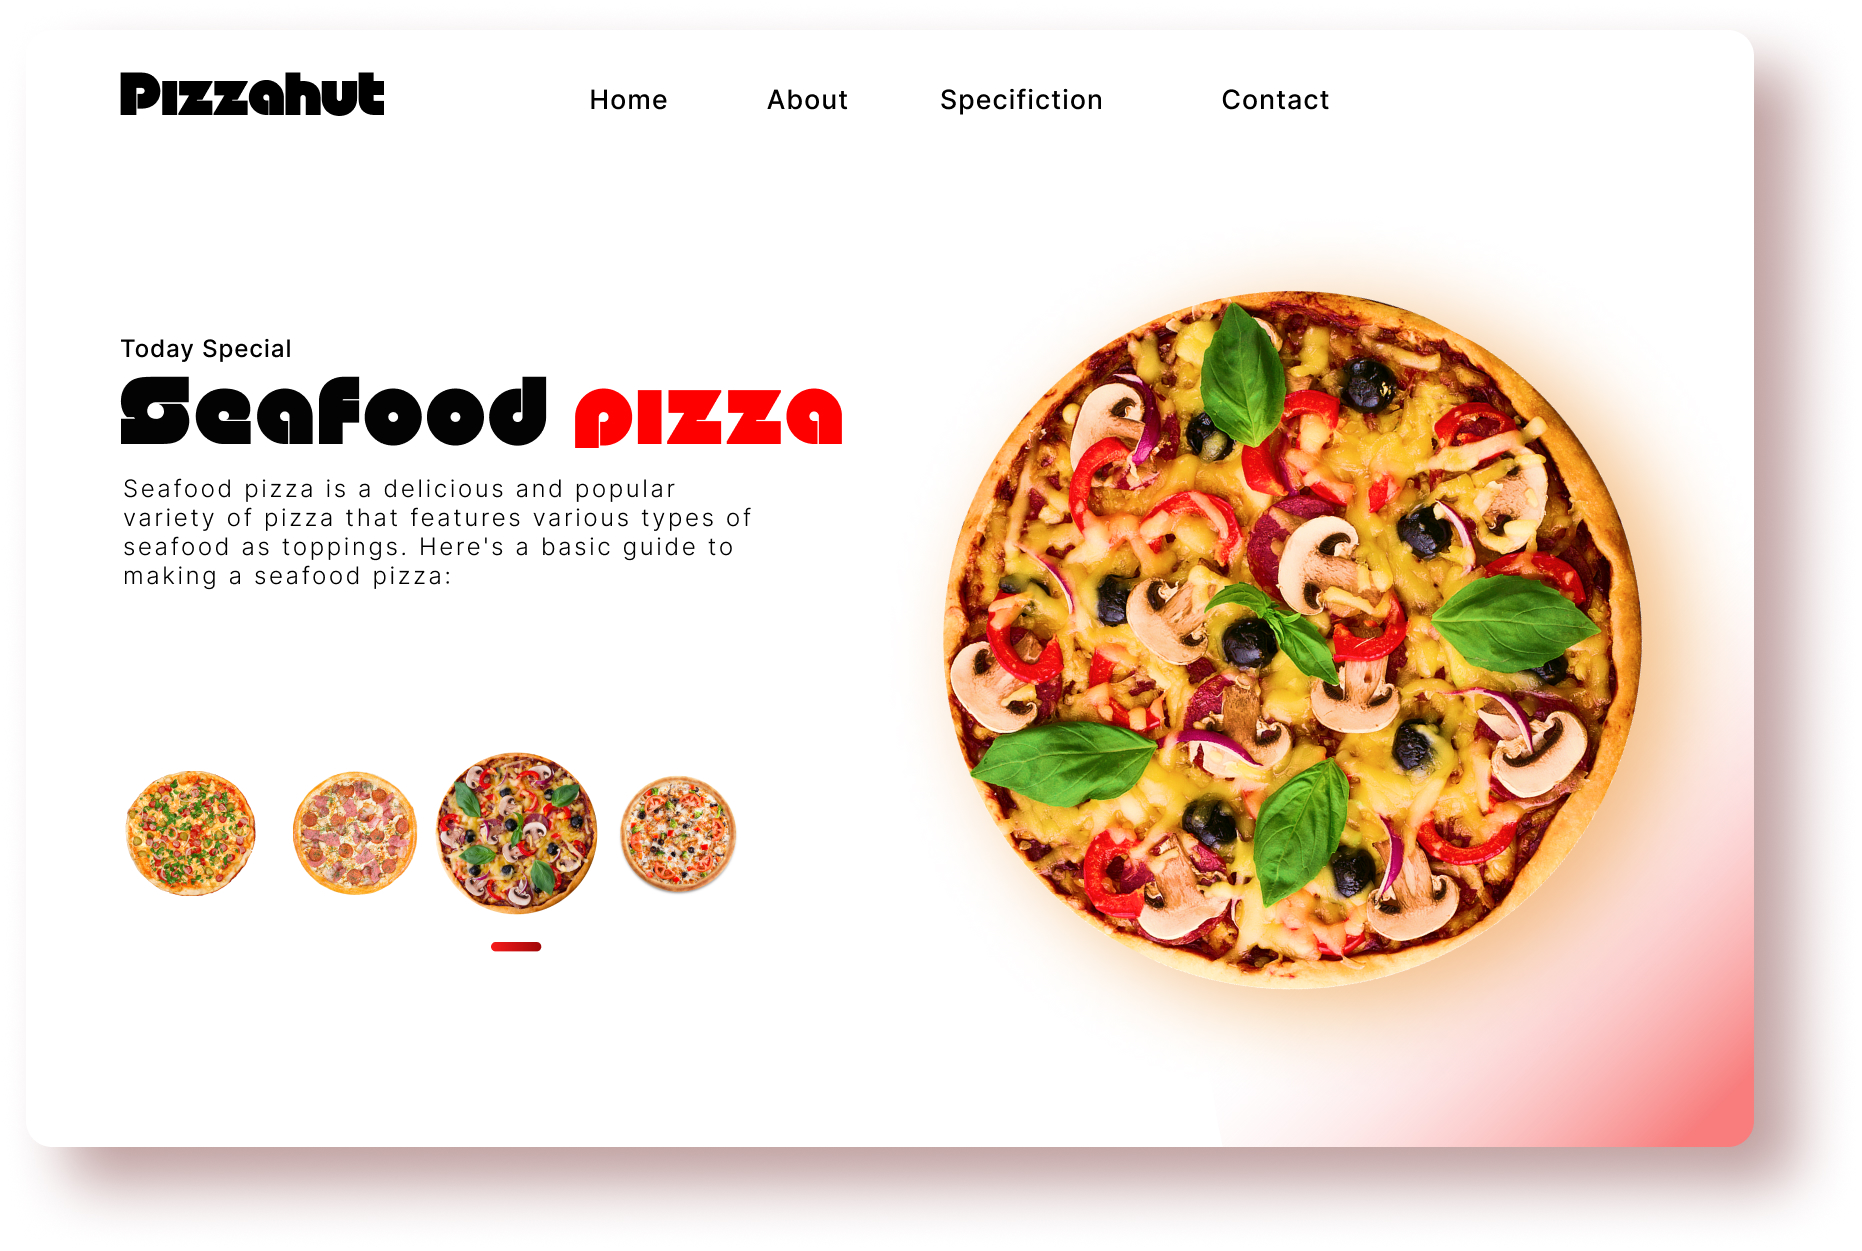 Pizzahut
Home About Specifiction Contact
Today Special
Seafood pizza
Seafood pizza is a delicious and popular
variety of pizza that features various types of
seafood as toppings. Here's a basic guide to
making a seafood pizza: